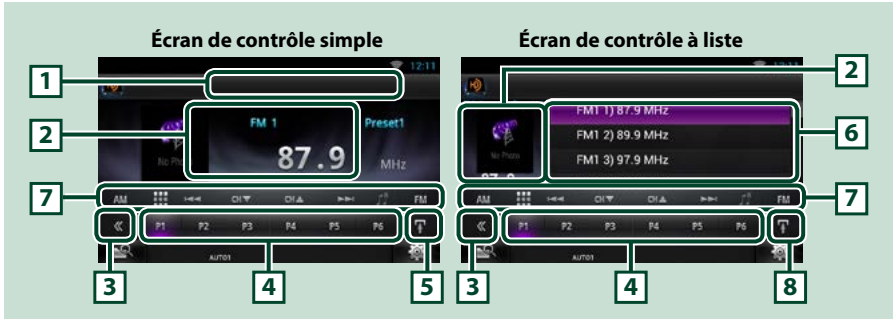 Écran de contrôle simple
Écran de contrôle à liste
12:11
12:11
1
2
FM 1
Preset1
No Photo
87.9
MHz
7
AM
CH▼
CH▲
FM
P1
P2
P3
P4
P5
P6
AUTO1
3
4
5
2
FM1 1) 87.9 MHz
FM1 2) 89.9 MHz
FM1 3) 97.9 MHz
No Photo
6
AM
CH▼
CH▲
FM
7
P1
P2
P3
P4
P5
P6
AUTO1
3
4
8